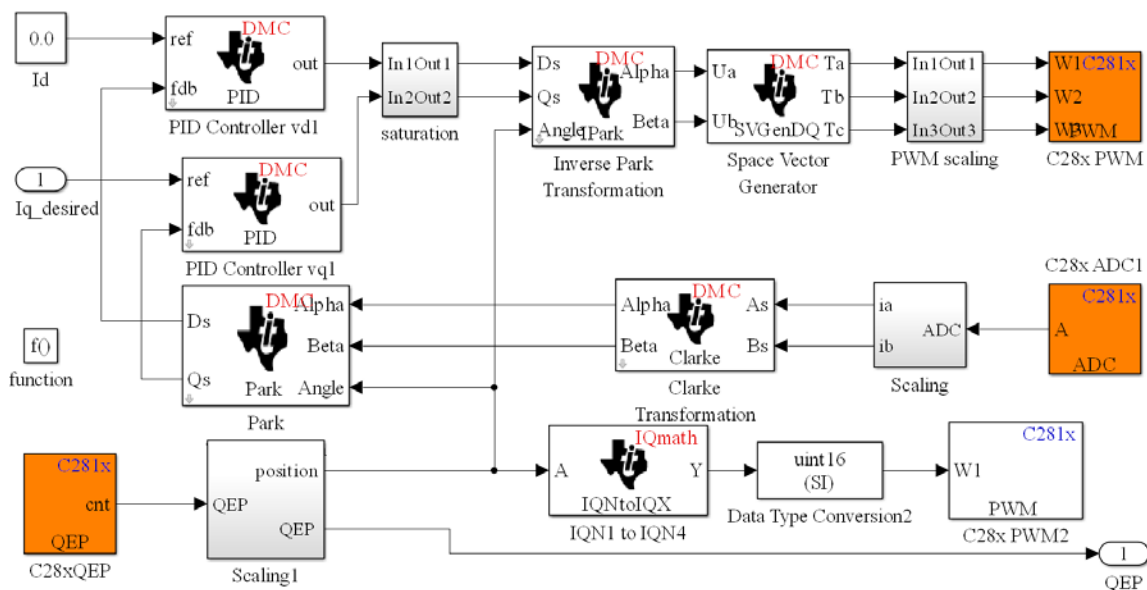 0.0
Id
ref
fdb
DMC
out
PID
PID Controller vd1
In1Out1
In2Out2
saturation
Ds
Qs
Angle
DMC
Alpha
Beta
IPark
Inverse Park
Transformation
Ua
Ub
DMC
Ta
Tb
Tc
SVGenDQ
Space Vector
Generator
In1Out1
In2Out2
In3Out3
PWM scaling
W1
C281x
W2
W3
PWM
C28x PWM
1
Iq_desired
ref
fdb
DMC
out
PID
PID Controller vq1
f()
function
Ds
Qs
DMC
Alpha
Beta
Angle
Park
Park
Alpha
Beta
DMC
As
Bs
Clarke
Clarke
Transformation
ia
ib
ADC
Scaling
C28x ADC1
C281x
A
ADC
C281x
cnt
QEP
C28xQEP
QEP
position
QEP
Scaling1
A
IQmath
Y
IQNtoIQX
IQN1 to IQN4
uint16
(SI)
Data Type Conversion2
C281x
W1
PWM
C28x PWM2
1
QEP